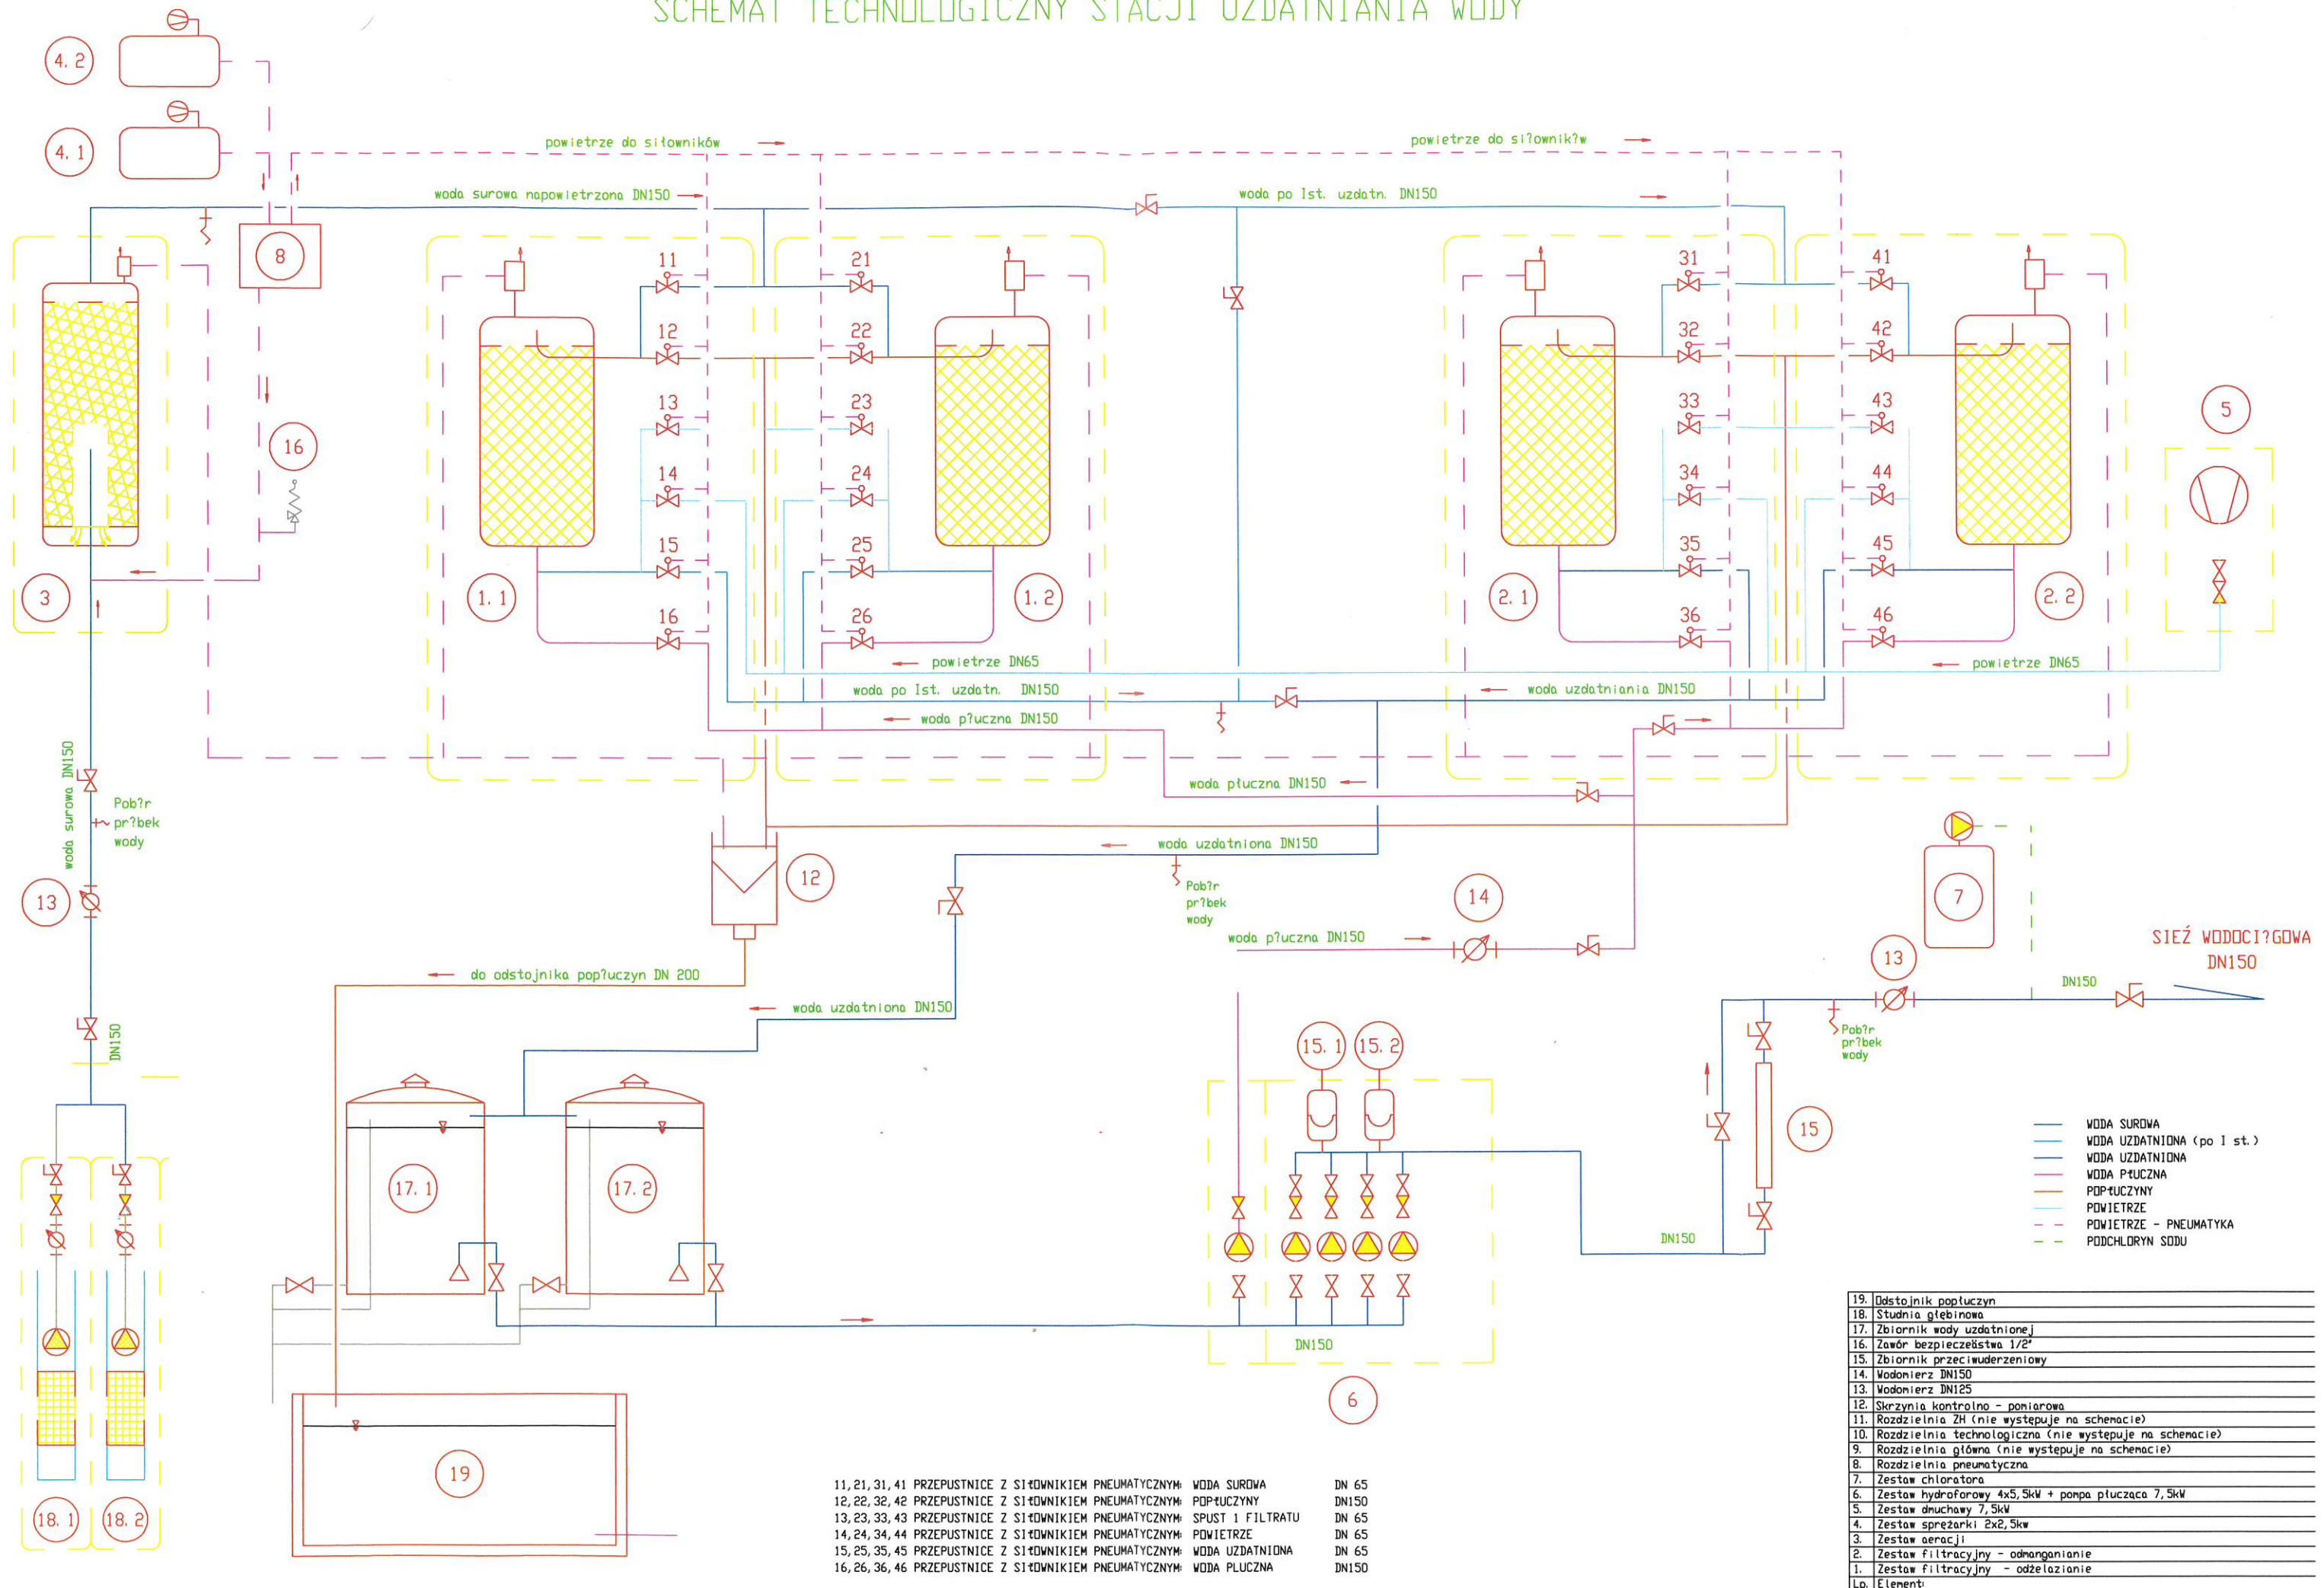 SCHEMAT TECHNOLOGICZNY STACJI UZDATNIANIA WODY
4.2
4.1
powietrze do siłowników
powietrze do si?ownik?w
woda surowa napowietrzona DN150
woda po Ist. uzdatn. DN150
8
11
21
31
41
12
22
32
42
13
23
33
43
5
16
14
24
34
44
15
25
35
45
3
1.1
1.2
2.1
2.2
16
26
36
46
powietrze DN65
powietrze DN65
woda po Ist. uzdatn. DN150
woda uzdatniania DN150
woda p?uczna DN150
woda surowa DN150
woda płuczna DN150
Pob?r
pr?bek
wody
woda uzdatniona DN150
12
13
Pob?r
pr?bek
wody
14
7
woda p?uczna DN150
SIEŹ WODOCI?GOWA
DN150
13
do odstojnika pop?uczyn DN 200
DN150
woda uzdatniona DN150
DN150
Pob?r
pr?bek
wody
15.1
15.2
15
17.1
17.2
DN150
DN150
6
19
18.1
18.2
WODA SUROWA
WODA UZDATNIONA (po I st.)
WODA UZDATNIONA
WODA PŁUCZNA
POPŁUCZYNY
POWIETRZE
POWIETRZE - PNEUMATYKA
PODCHLORYN SODU
19. Odstojnik popłuczyn
18. Studnia głębinowa
17. Zbiornik wody uzdatnionej
16. Zawór bezpieczeństwa 1/2"
15. Zbiornik przeciwuderzeniowy
14. Wodomierz DN150
13. Wodomierz DN125
12. Skrzynia kontrolno - pomiarowa
11. Rozdzielnia ZH (nie występuje na schemacie)
10. Rozdzielnia technologiczna (nie występuje na schemacie)
9. Rozdzielnia główna (nie występuje na schemacie)
8. Rozdzielnia pneumatyczna
7. Zestaw chloratora
6. Zestaw hydroforowy 4x5,5kW + pompa płucząca 7,5kW
5. Zestaw dmuchawy 7,5kW
4. Zestaw sprężarki 2x2,5kw
3. Zestaw aeracji
2. Zestaw filtracyjny - odmanganianie
1. Zestaw filtracyjny - odżelazianie
Lp. Element:
11,21,31,41 PRZEPUSTNICE Z SIŁOWNIKIEM PNEUMATYCZNYM: WODA SUROWA DN 65
12,22,32,42 PRZEPUSTNICE Z SIŁOWNIKIEM PNEUMATYCZNYM: POPŁUCZYNY DN150
13,23,33,43 PRZEPUSTNICE Z SIŁOWNIKIEM PNEUMATYCZNYM: SPUST 1 FILTRATU DN 65
14,24,34,44 PRZEPUSTNICE Z SIŁOWNIKIEM PNEUMATYCZNYM: POWIETRZE DN 65
15,25,35,45 PRZEPUSTNICE Z SIŁOWNIKIEM PNEUMATYCZNYM: WODA UZDATNIONA DN 65
16,26,36,46 PRZEPUSTNICE Z SIŁOWNIKIEM PNEUMATYCZNYM: WODA PLUCZNA DN150